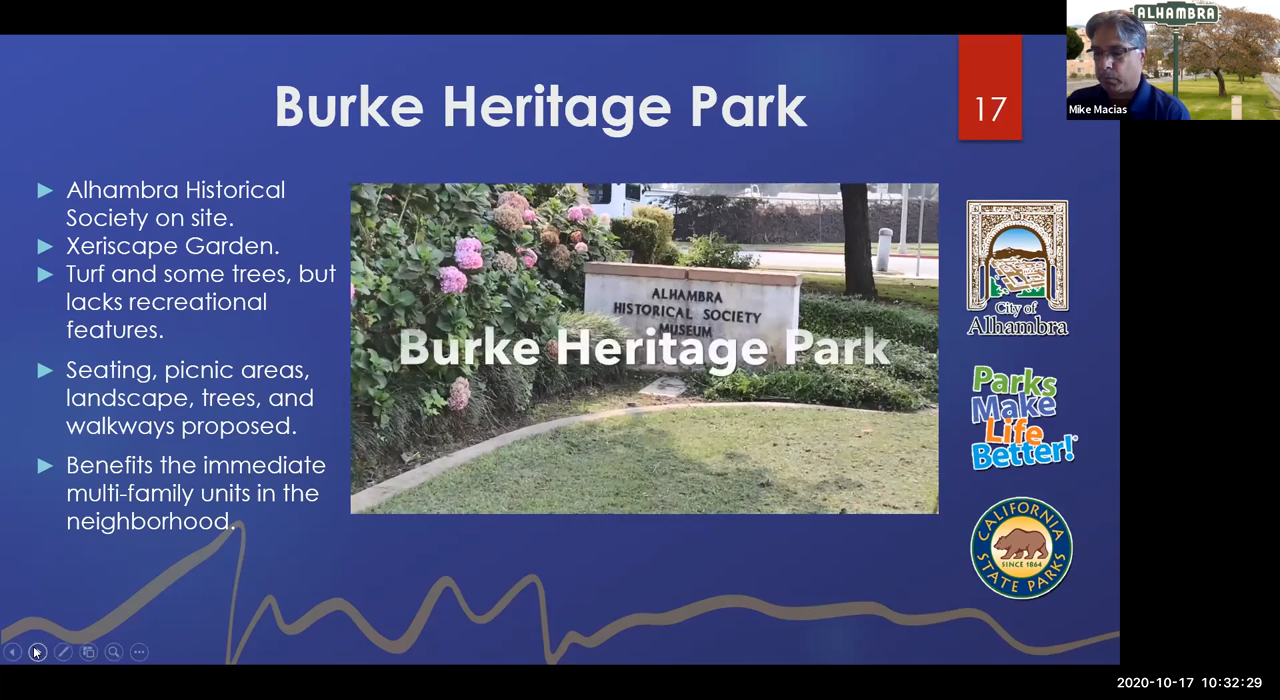 ALHAMBRA
Mike Macias
Burke Heritage Park
17
Alhambra Historical
Society on site.
Xeriscape Garden.
Turf and some trees, but
lacks recreational
features.
Seating, picnic areas,
landscape, trees, and
walkways proposed.
Benefits the immediate
multi-family units in the
neighborhood.
ALHAMBRA
HISTORICAL SOCIETY
MUSEUM
Burke Heritage Park
City of
Alhambra
Parks
Make
Life
Better!
CALIFORNIA
SINCE 1864
STATE PARKS
2020-10-17 10:32:29